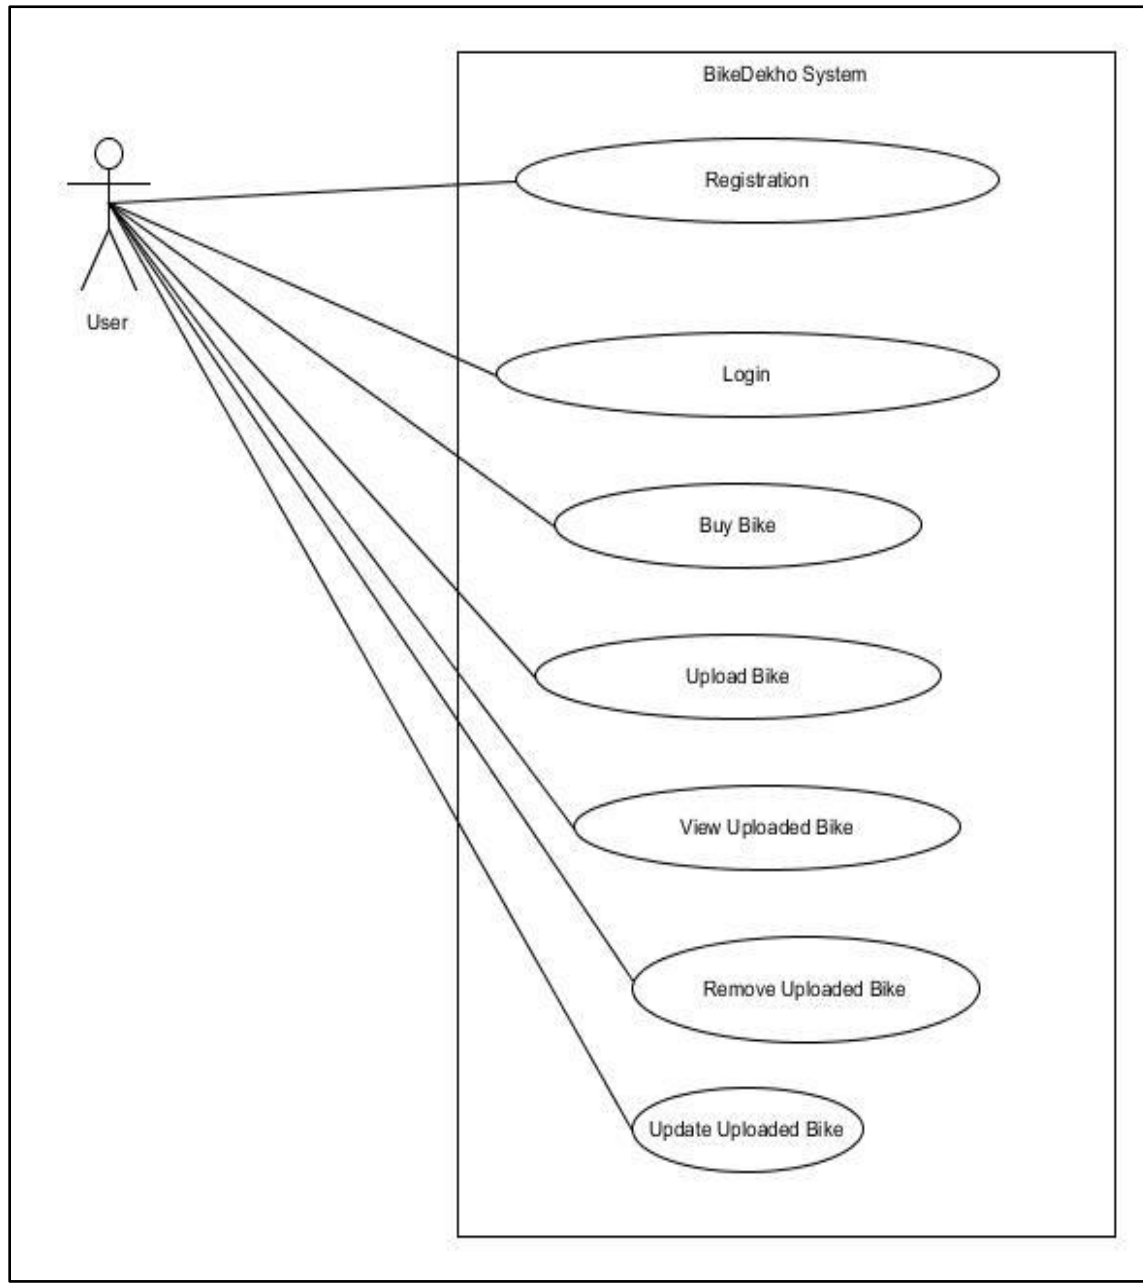 BikeDekho System
Registration
User
Login
Buy Bike
Upload Bike
View Uploaded Bike
Remove Uploaded Bike
Update Uploaded Bike